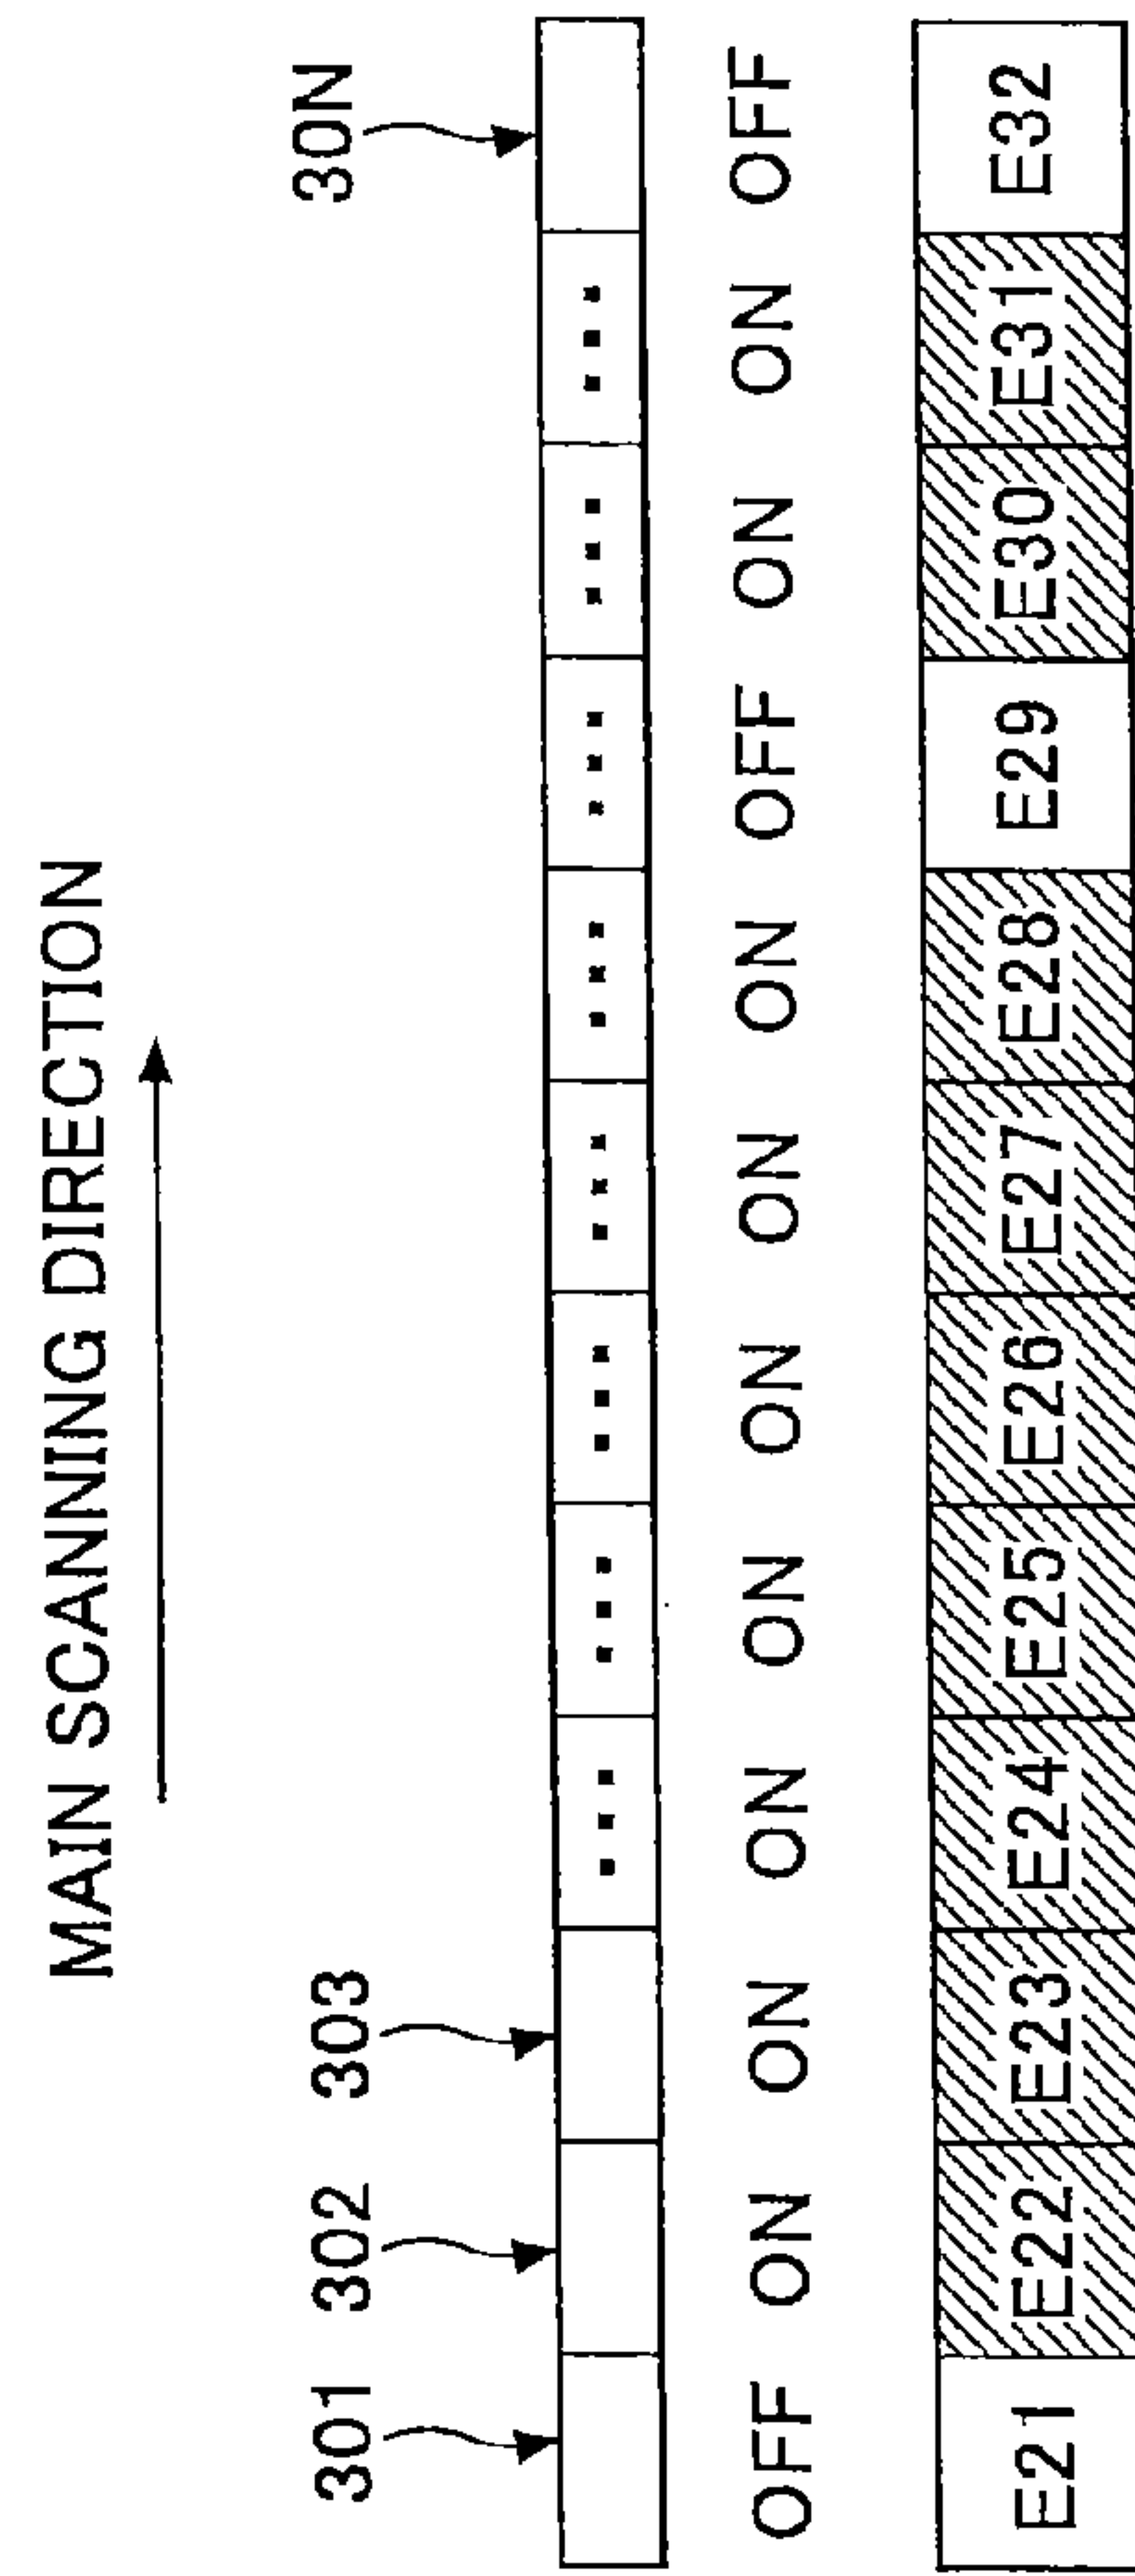 MAIN SCANNING DIRECTION
301 302 303 30N
OFF ON ON ON ON ON ON ON OFF ON ON OFF
E21 E22 E23 E24 E25 E26 E27 E28 E29 E30 E31 E32